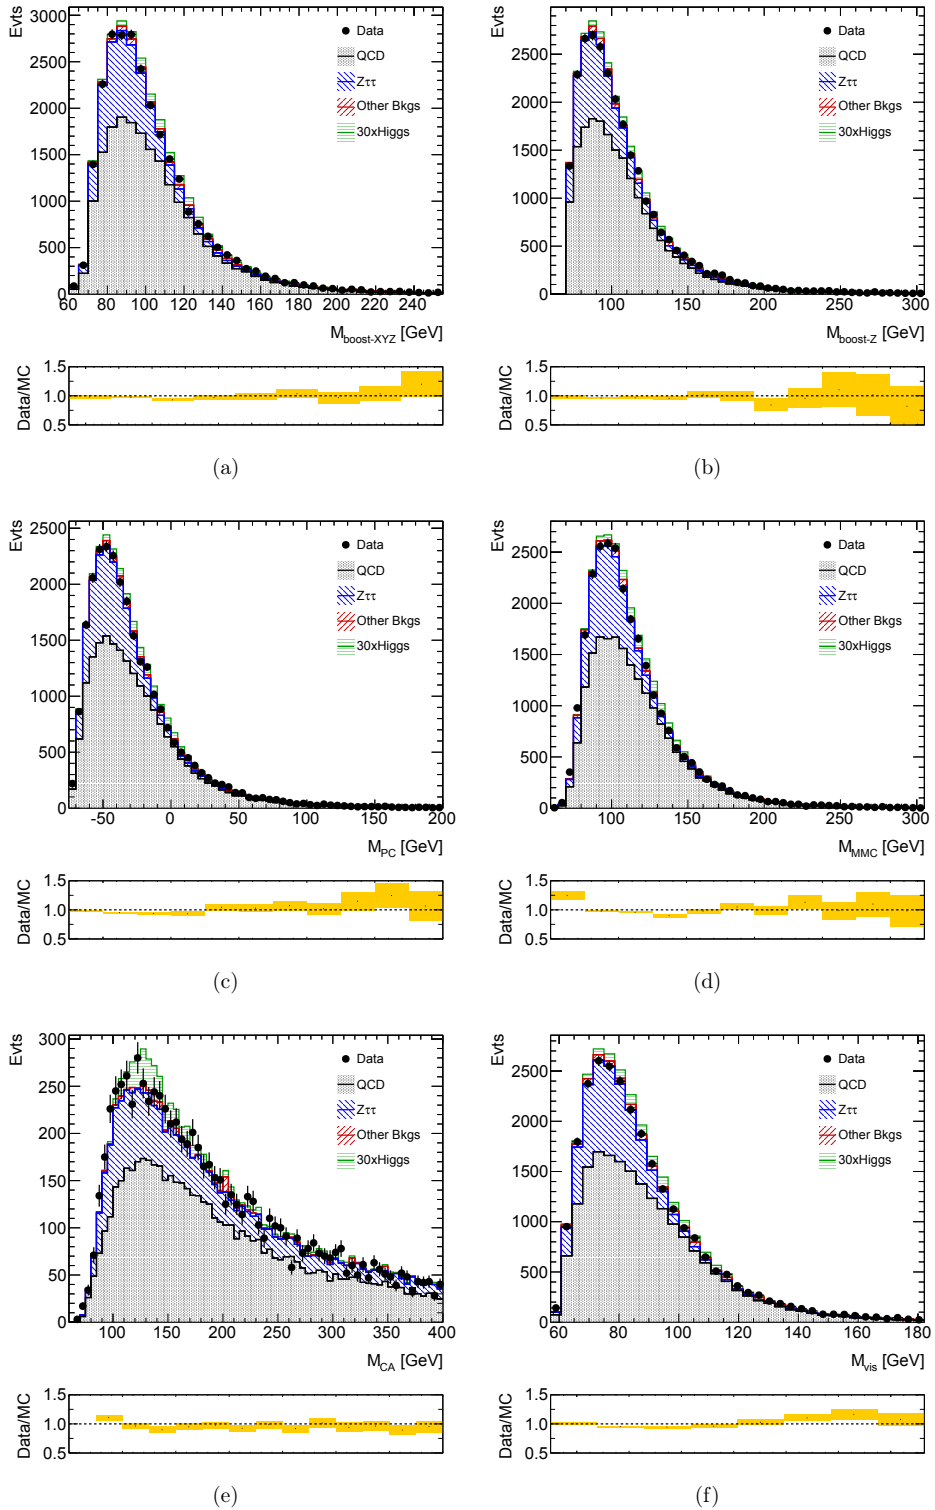 Evts
3000
2500
2000
1500
1000
500
0
Data
QCD
Zττ
Other Bkgs
30xHiggs
60 80 100 120 140 160 180 200 220 240
M_boost-XYZ [GeV]
Data/MC
1.5
1.0
0.5
(a)
Evts
2500
2000
1500
1000
500
0
Data
QCD
Zττ
Other Bkgs
30xHiggs
100 150 200 250 300
M_boost-Z [GeV]
Data/MC
1.5
1.0
0.5
(b)
Evts
2500
2000
1500
1000
500
0
Data
QCD
Zττ
Other Bkgs
30xHiggs
-50 0 50 100 150 200
M_PC [GeV]
Data/MC
1.5
1.0
0.5
(c)
Evts
2500
2000
1500
1000
500
0
Data
QCD
Zττ
Other Bkgs
30xHiggs
100 150 200 250 300
M_MMC [GeV]
Data/MC
1.5
1.0
0.5
(d)
Evts
300
250
200
150
100
50
0
Data
QCD
Zττ
Other Bkgs
30xHiggs
100 150 200 250 300 350 400
M_CA [GeV]
Data/MC
1.5
1.0
0.5
(e)
Evts
2500
2000
1500
1000
500
0
Data
QCD
Zττ
Other Bkgs
30xHiggs
60 80 100 120 140 160 180
M_vis [GeV]
Data/MC
1.5
1.0
0.5
(f)